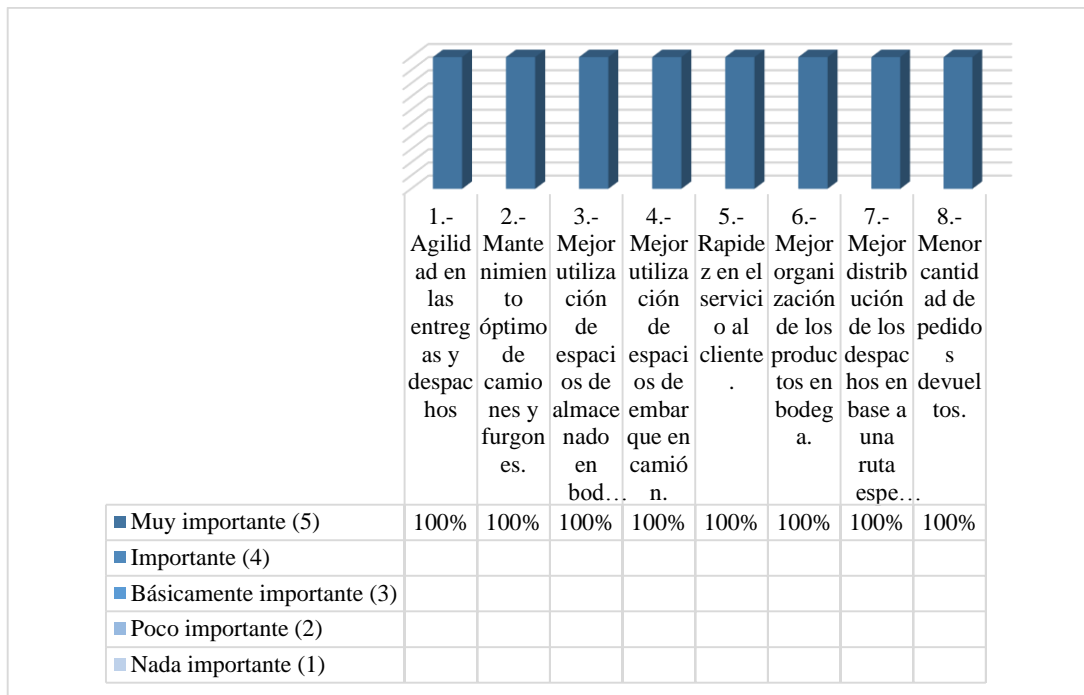 1.-
Agilid
ad en
las
entreg
as y
despac
hos
2.-
Mante
nimien
to
óptimo
de
camio
nes y
furgon
es.
3.-
Mejor
utiliza
ción
de
espaci
os de
almace
nado
en
bod…
4.-
Mejor
utiliza
ción
de
espaci
os de
embar
que en
camió
n.
5.-
Rapide
z en el
servici
o al
cliente
.
6.-
Mejor
organi
zación
de los
produc
tos en
bodeg
a.
7.-
Mejor
distrib
ución
de los
despac
hos en
base a
una
ruta
espe…
8.-
Menor
cantid
ad de
pedido
s
devuel
tos.
Muy importante (5) 100% 100% 100% 100% 100% 100% 100% 100%
Importante (4)
Básicamente importante (3)
Poco importante (2)
Nada importante (1)